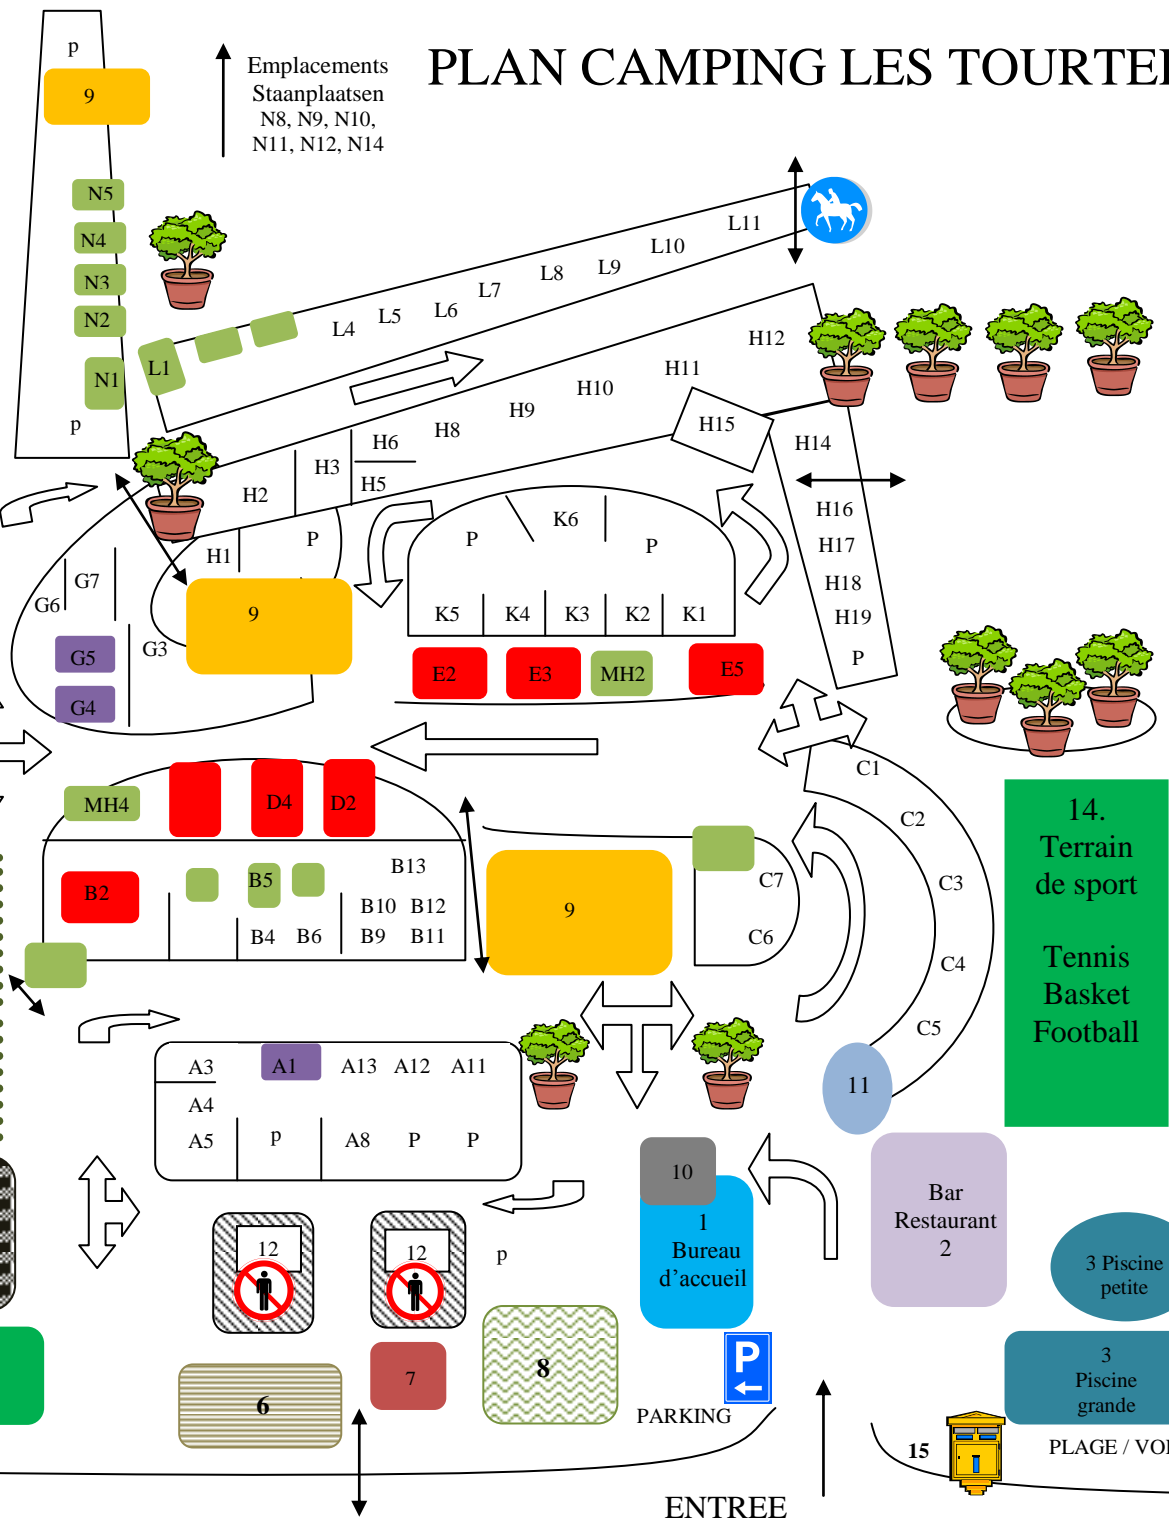 PLAN CAMPING LES TOURTE
Emplacements
Staanplaatsen
N8, N9, N10,
N11, N12, N14
p
9
N5
N4
N3
N2
N1
p
L1
L4
L5
L6
L7
L8
L9
L10
L11
H12
H11
H10
H9
H8
H6
H5
H3
H2
H1
P
H15
H14
H16
H17
H18
H19
P
G7
G6
G5
G4
G3
9
P
K6
P
K5
K4
K3
K2
K1
E2
E3
MH2
E5
MH4
D4
D2
B2
B5
B13
B10
B12
B4
B6
B9
B11
9
C7
C6
C1
C2
C3
C4
C5
14.
Terrain
de sport
Tennis
Basket
Football
A3
A1
A13
A12
A11
A4
A5
p
A8
P
P
11
10
1
Bureau
d’accueil
Bar
Restaurant
2
3 Piscine
petite
3
Piscine
grande
12
12
p
6
7
8
P
PARKING
ENTREE
15
PLAGE / VO